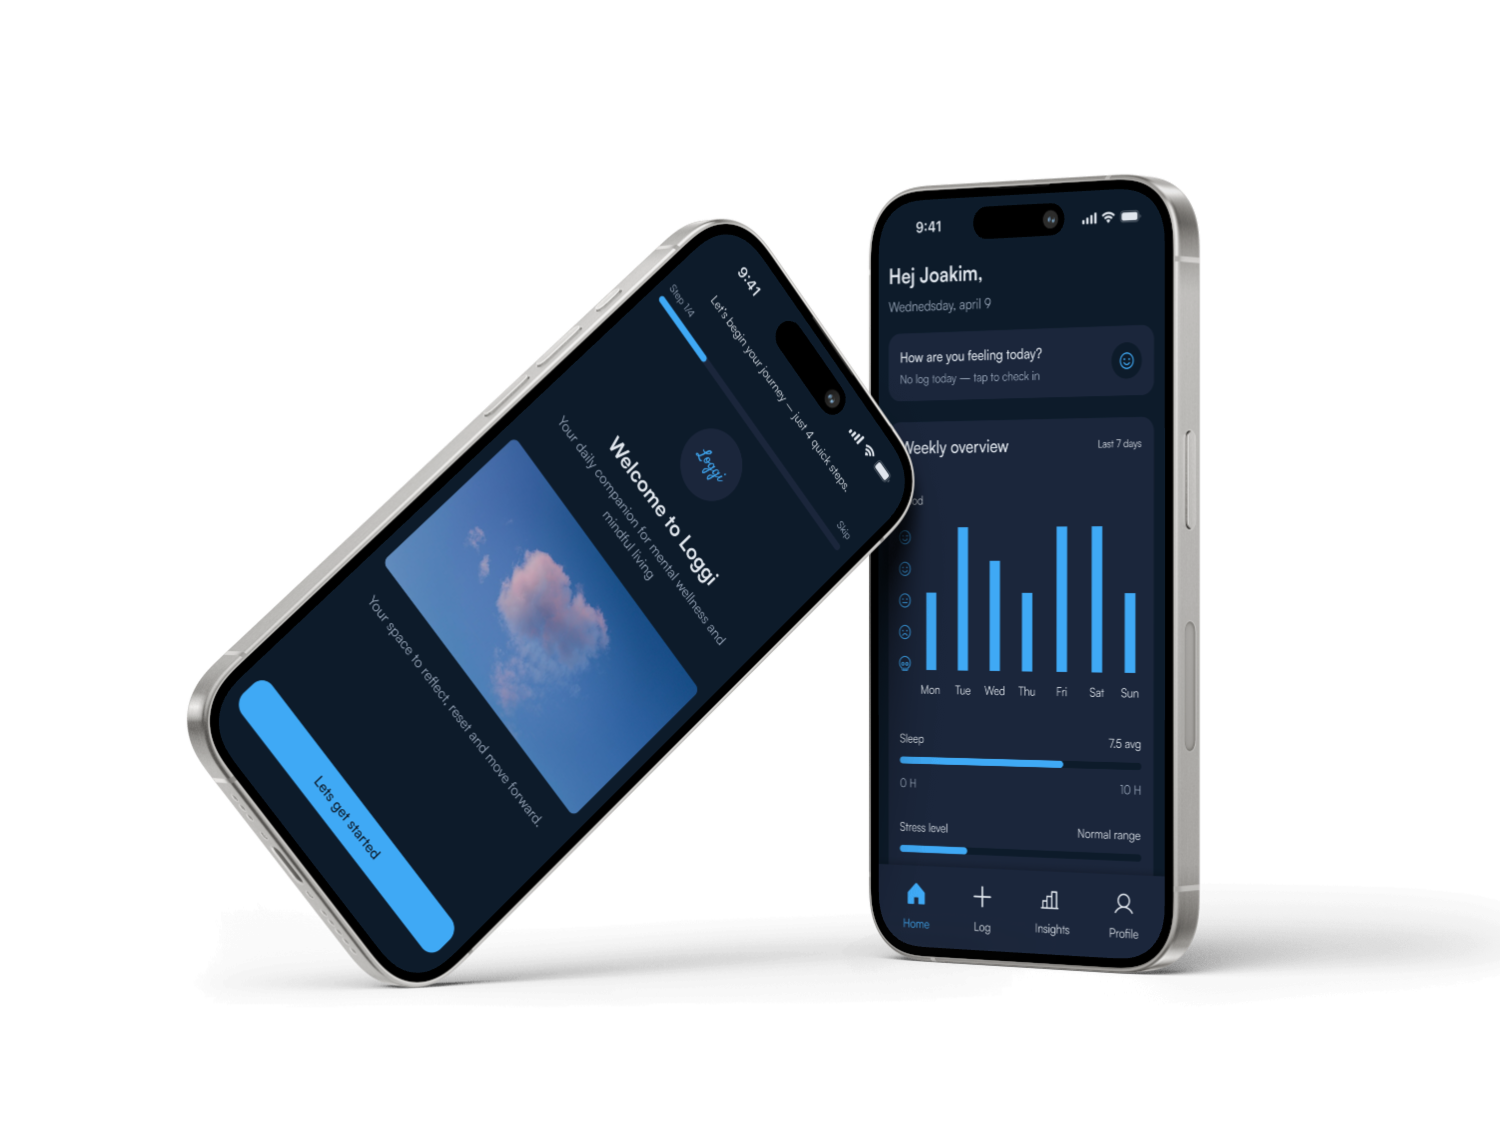 9:41
Step 1/4
Let's begin your journey — just 4 quick steps.
Skip
Loggi
Welcome to Loggi
Your daily companion for mental wellness and
mindful living
Your space to reflect, reset and move forward.
Lets get started
9:41
Hej Joakim,
Wednedsday, april 9
How are you feeling today?
No log today — tap to check in
Weekly overview
Last 7 days
od
Mon Tue Wed Thu Fri Sat Sun
Sleep
7.5 avg
0 H
10 H
Stress level
Normal range
Home
Log
Insights
Profile